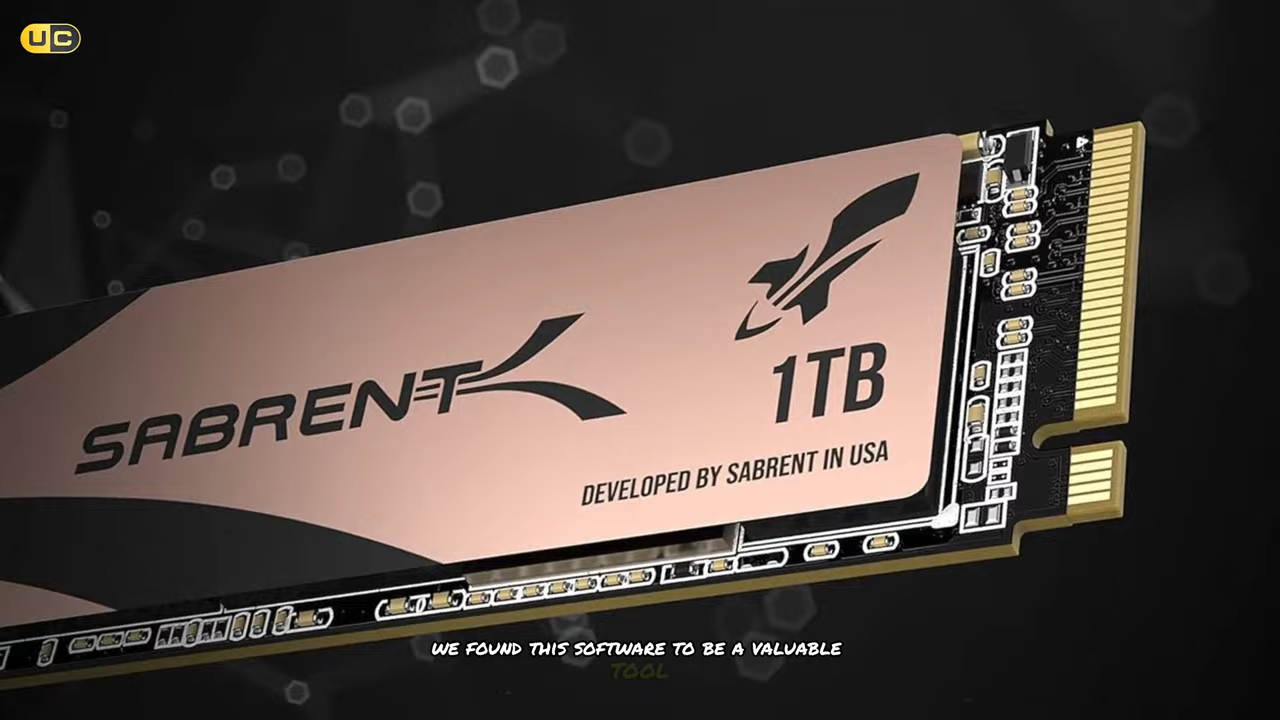 UC
SABRENT
1TB
DEVELOPED BY SABRENT IN USA
WE FOUND THIS SOFTWARE TO BE A VALUABLE
TOOL